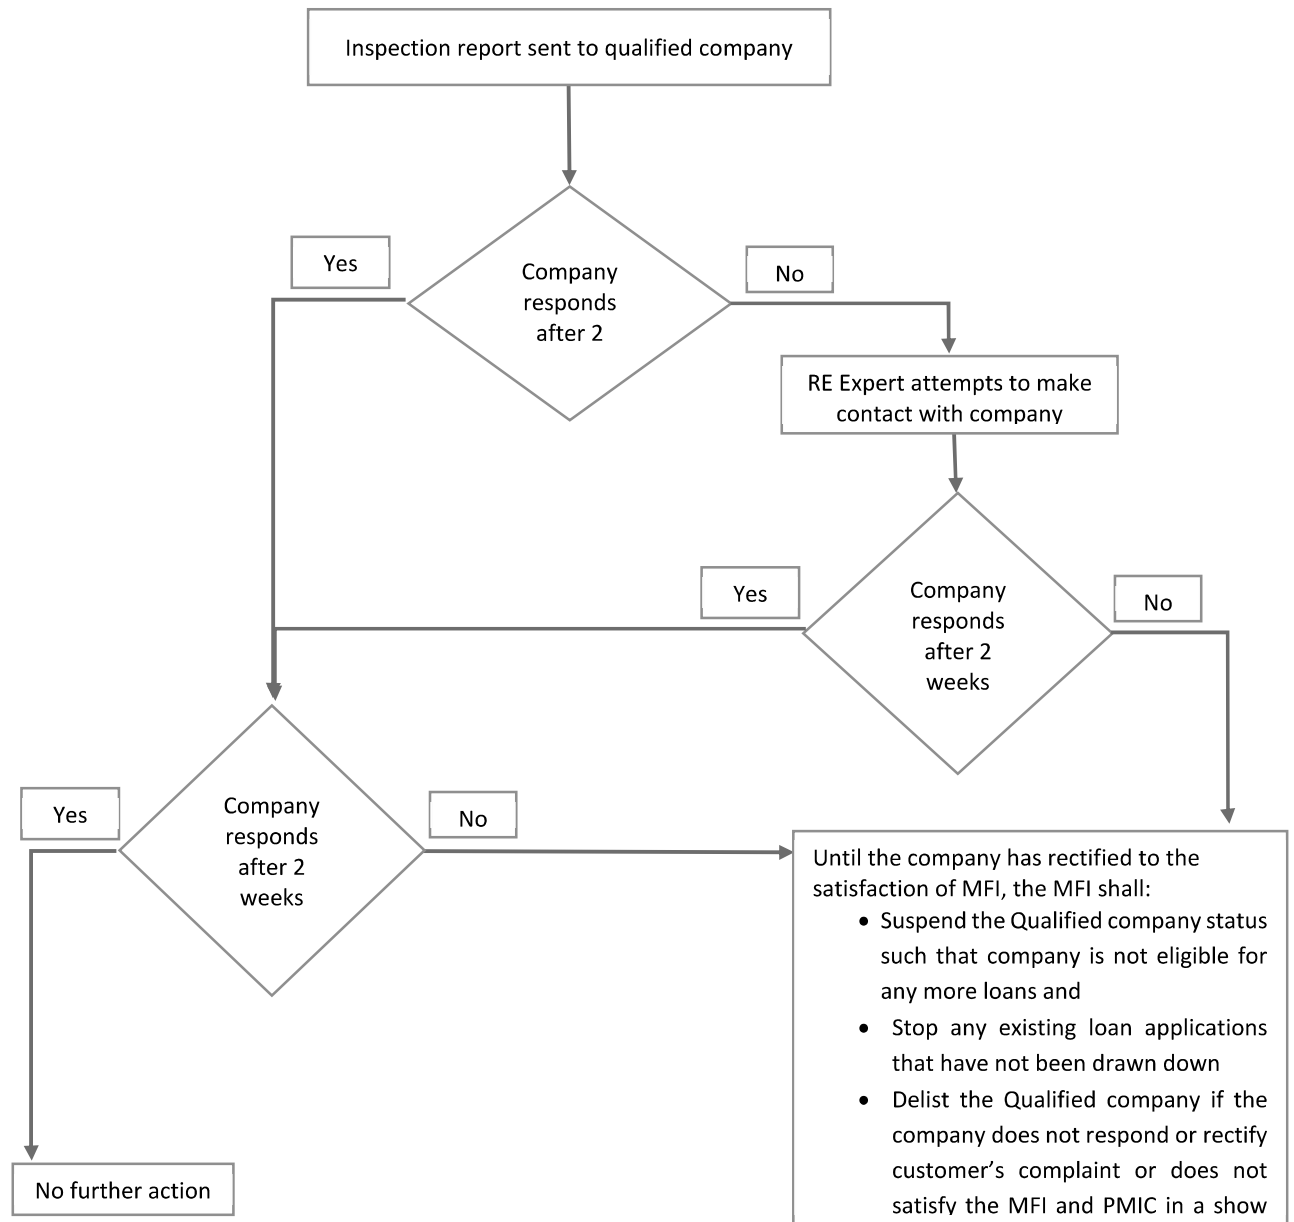 Inspection report sent to qualified company
Yes
No
Company
responds
after 2
RE Expert attempts to make
contact with company
Yes
No
Company
responds
after 2
weeks
Yes
No
Company
responds
after 2
weeks
Until the company has rectified to the
satisfaction of MFI, the MFI shall:
• Suspend the Qualified company status
such that company is not eligible for
any more loans and
• Stop any existing loan applications
that have not been drawn down
• Delist the Qualified company if the
company does not respond or rectify
customer’s complaint or does not
satisfy the MFI and PMIC in a show
No further action